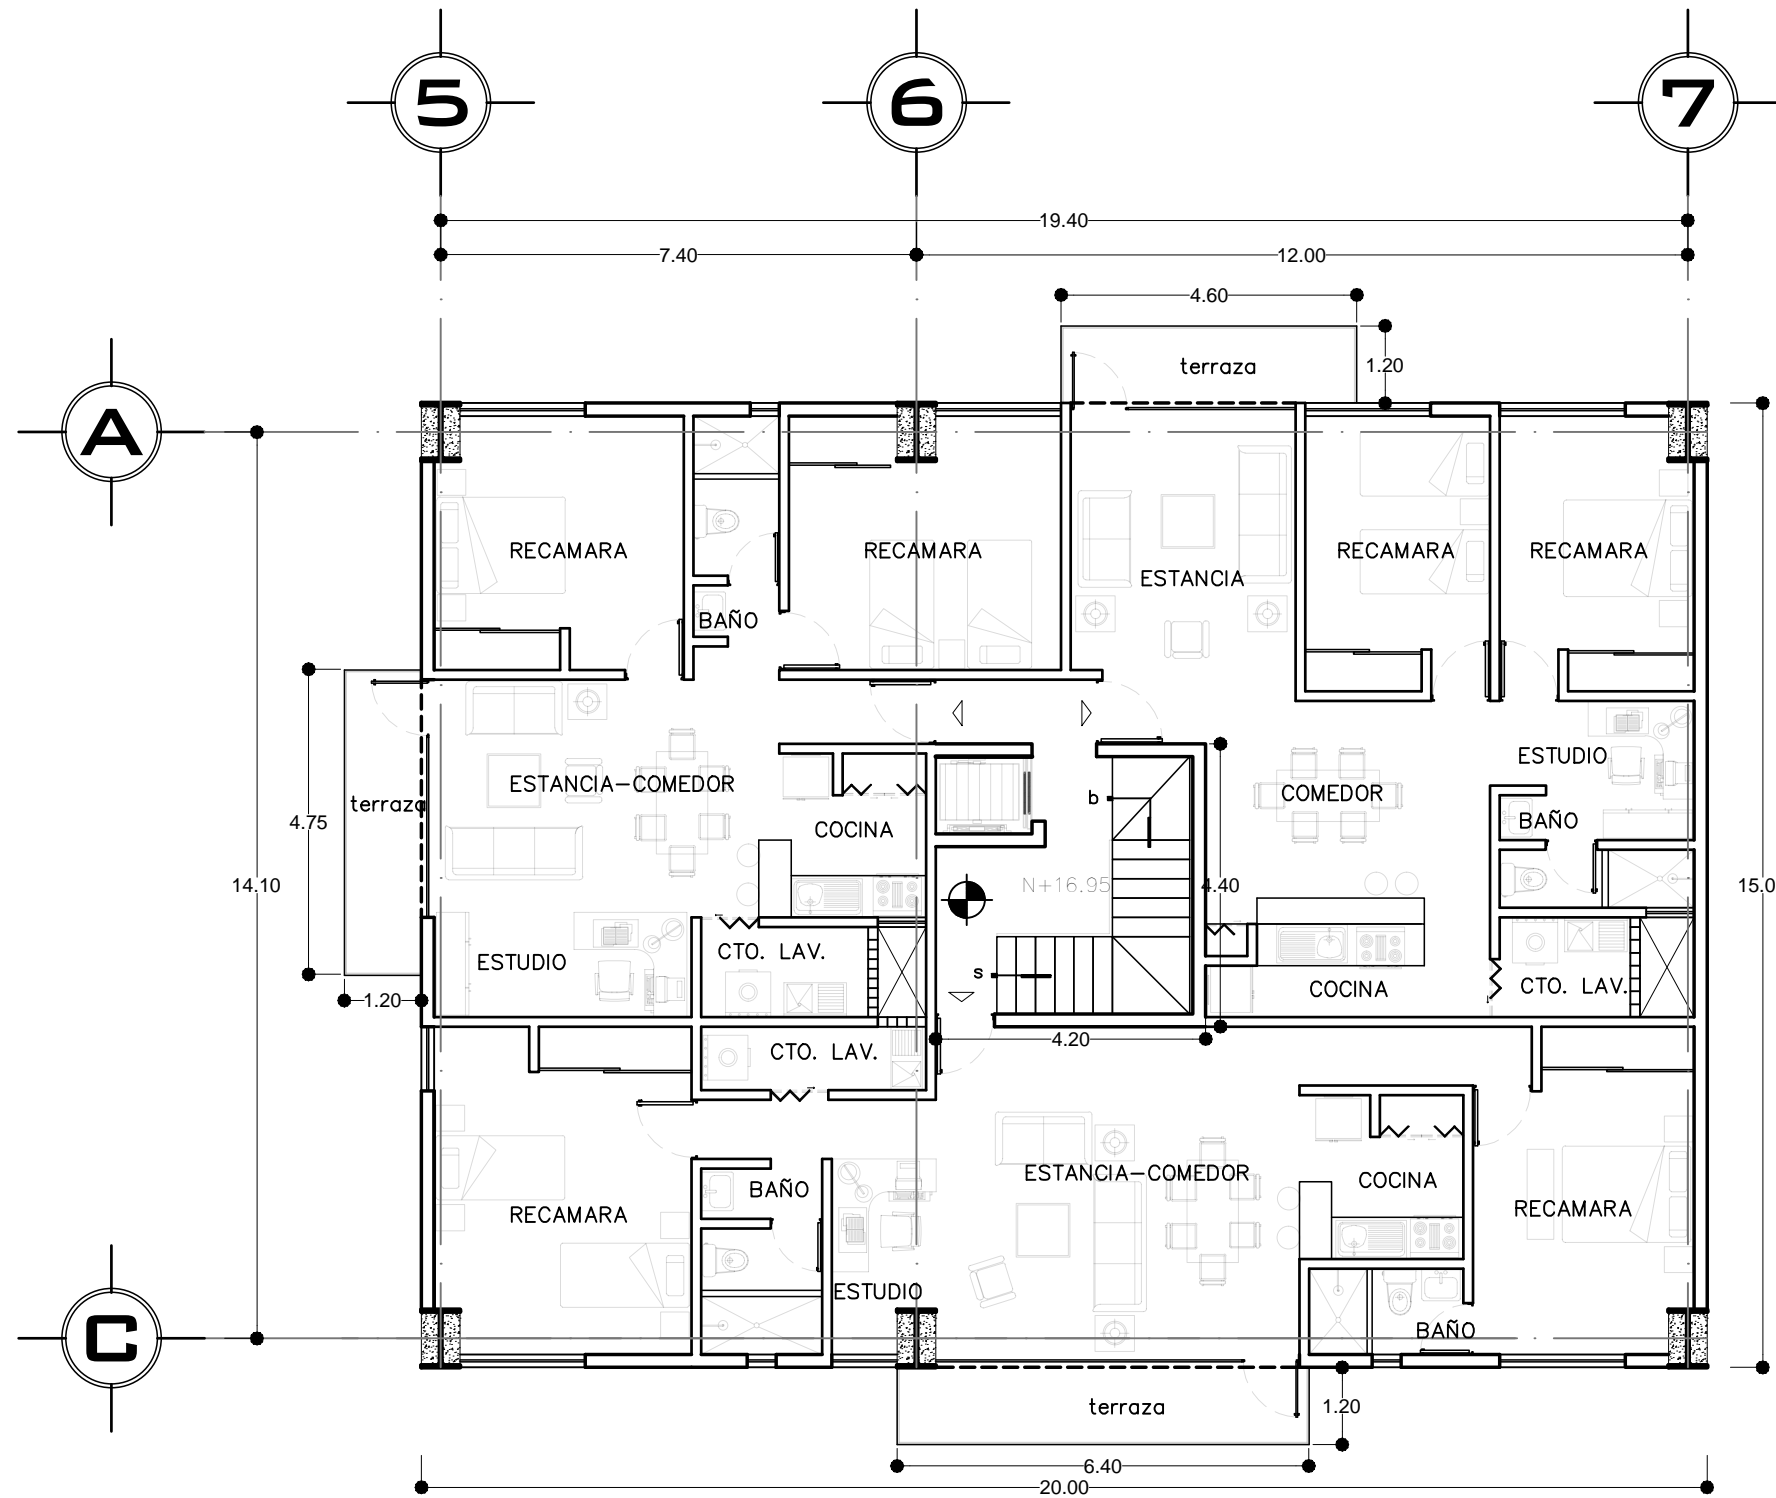 5 6 7
19.40
7.40 12.00
4.60
terraza 1.20
A
RECAMARA RECAMARA RECAMARA RECAMARA
ESTANCIA
BAÑO
ESTUDIO
ESTANCIA-COMEDOR COMEDOR
terraza b
4.75 COCINA BAÑO
14.10 N+16.95 4.40 15.0
ESTUDIO CTO. LAV. s
1.20 COCINA CTO. LAV.
4.20
CTO. LAV.
ESTANCIA-COMEDOR COCINA
BAÑO
RECAMARA RECAMARA
ESTUDIO
C BAÑO
terraza 1.20
6.40
20.00